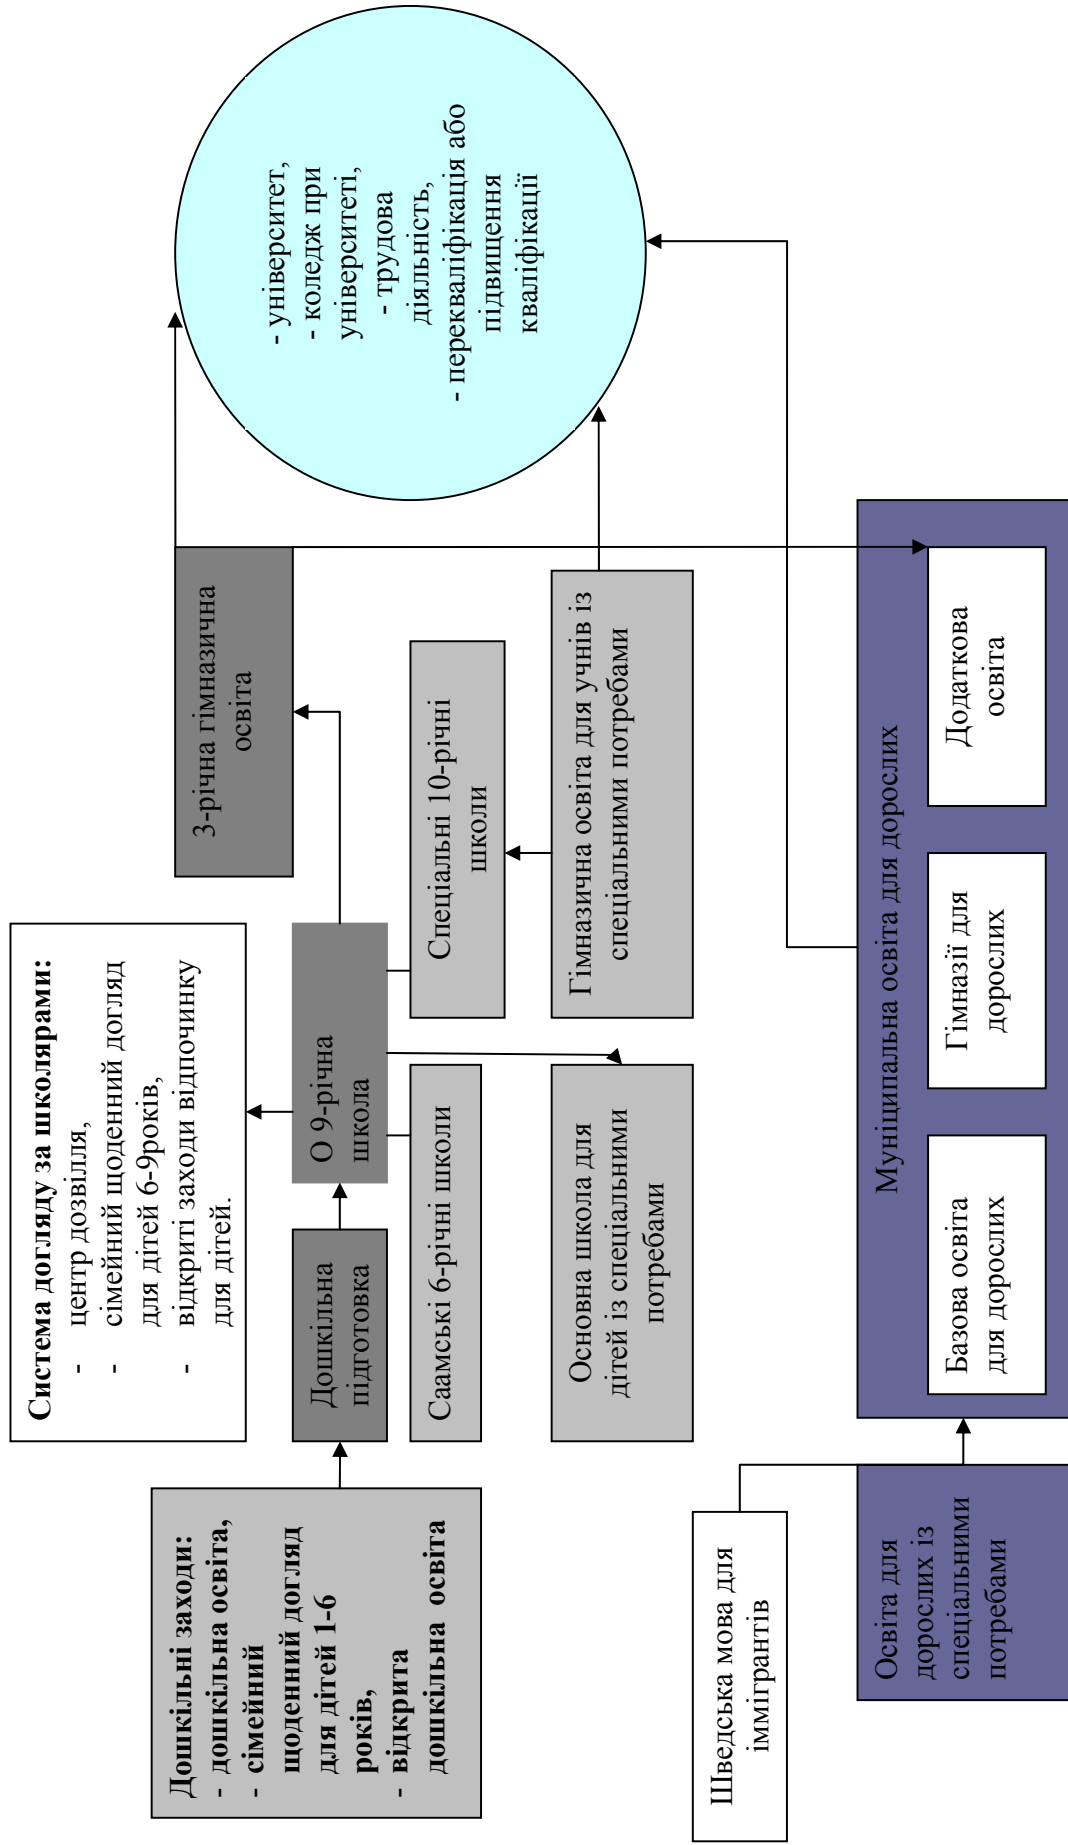 Дошкільні заходи:
- дошкільна освіта,
- сімейний
щоденний догляд
для дітей 1-6
років,
- відкрита
дошкільна освіта
Система догляду за школярами:
- центр дозвілля,
- сімейний щоденний догляд
для дітей 6-9років,
- відкриті заходи відпочинку
для дітей.
Дошкільна
підготовка
О 9-річна
школа
3-річна гімназична
освіта
Саамські 6-річні школи
Спеціальні 10-річні
школи
Основна школа для
дітей із спеціальними
потребами
Гімназична освіта для учнів із
спеціальними потребами
- університет,
- коледж при
університеті,
- трудова
діяльність,
- перекваліфікація або
підвищення
кваліфікації
Шведська мова для
іммігрантів
Освіта для
дорослих із
спеціальними
потребами
Муніципальна освіта для дорослих
Базова освіта
для дорослих
Гімназії для
дорослих
Додаткова
освіта